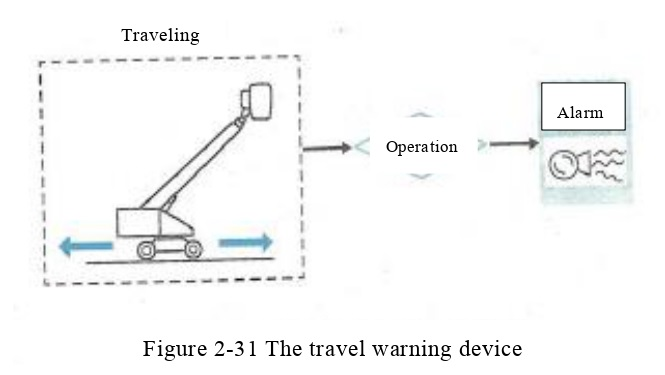 Traveling
Operation
Alarm
Figure 2-31 The travel warning device